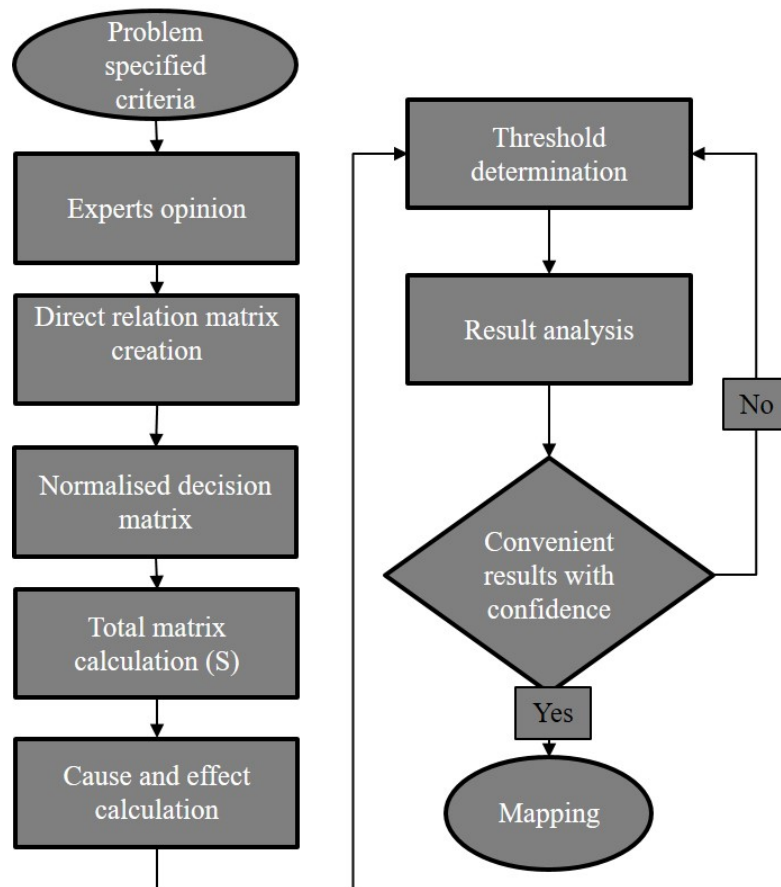 Problem
specified
criteria
Experts opinion
Direct relation matrix
creation
Normalised decision
matrix
Total matrix
calculation (S)
Cause and effect
calculation
Threshold
determination
Result analysis
No
Convenient
results with
confidence
Yes
Mapping